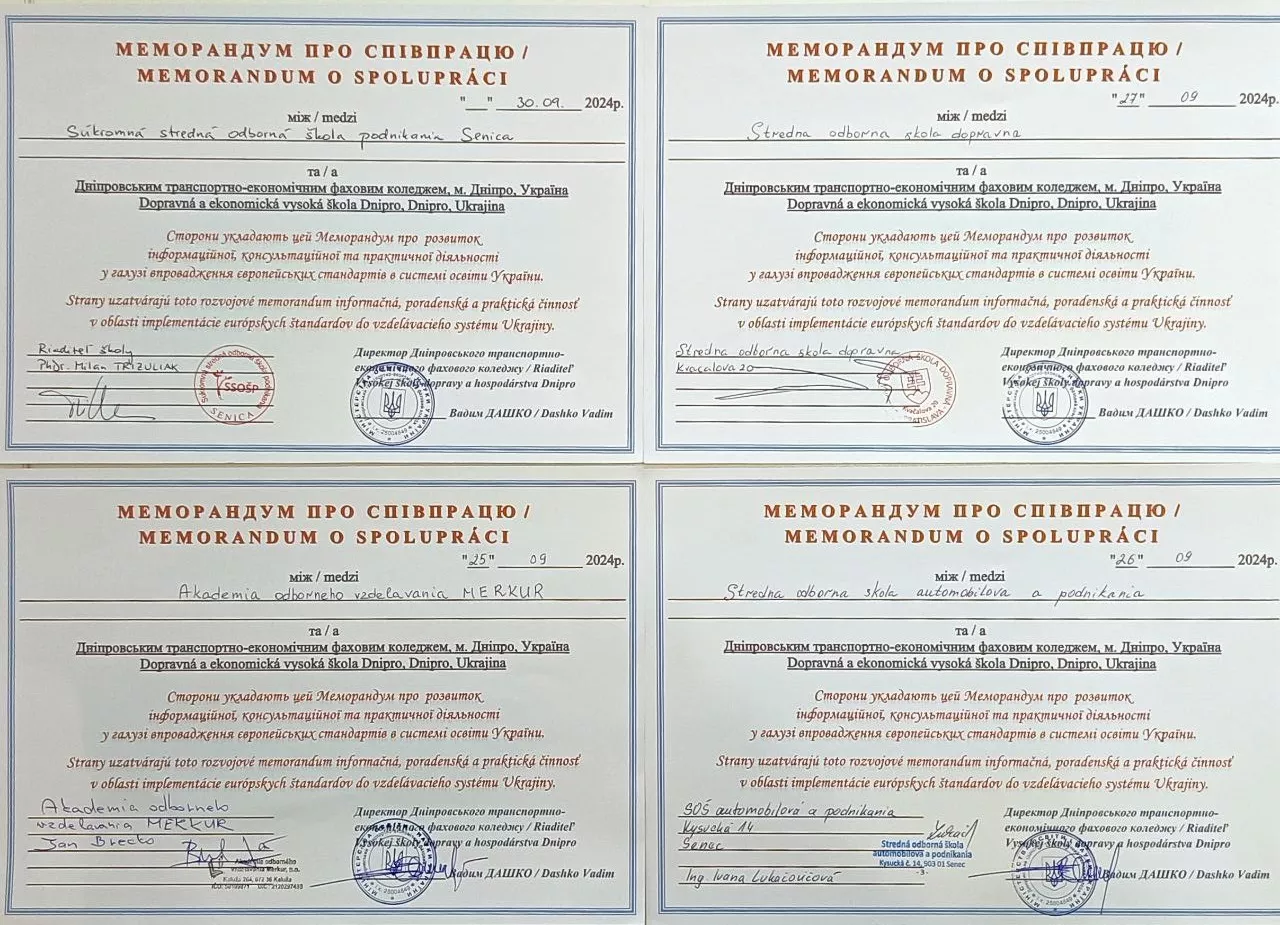 МЕМОРАНДУМ ПРО СПІВПРАЦЮ /
MEMORANDUM O SPOLUPRÁCI
"__" 30.09. 2024р.
між / medzi
Súkromná stredná odborná škola podnikania Senica
та / a
Дніпровським транспортно-економічним фаховим коледжем, м. Дніпро, Україна
Dopravná a ekonomická vysoká škola Dnipro, Dnipro, Ukrajina
Сторони укладають цей Меморандум про розвиток
інформаційної, консультаційної та практичної діяльності
у галузі впровадження європейських стандартів в системі освіти України.
Strany uzatvárajú toto rozvojové memorandum informačná, poradenská a praktická činnosť
v oblasti implementácie európskych štandardov do vzdelávacieho systému Ukrajiny.
Riaditeľ školy
PhDr. Milan TRIZULIAK
SSOŠP
SENICA
Директор Дніпровського транспортно-
економічного фахового коледжу / Riaditeľ
Vysokej školy dopravy a hospodárstva Dnipro
Вадим ДАШКО / Dashko Vadim
МЕМОРАНДУМ ПРО СПІВПРАЦЮ /
MEMORANDUM O SPOLUPRÁCI
"27" 09 2024р.
між / medzi
Stredna odborna skola dopravna
та / a
Дніпровським транспортно-економічним фаховим коледжем, м. Дніпро, Україна
Dopravná a ekonomická vysoká škola Dnipro, Dnipro, Ukrajina
Сторони укладають цей Меморандум про розвиток
інформаційної, консультаційної та практичної діяльності
у галузі впровадження європейських стандартів в системі освіти України.
Strany uzatvárajú toto rozvojové memorandum informačná, poradenská a praktická činnosť
v oblasti implementácie európskych štandardov do vzdelávacieho systému Ukrajiny.
Stredna odborna skola dopravna
Kvacalova 20
Директор Дніпровського транспортно-
економічного фахового коледжу / Riaditeľ
Vysokej školy dopravy a hospodárstva Dnipro
Вадим ДАШКО / Dashko Vadim
МЕМОРАНДУМ ПРО СПІВПРАЦЮ /
MEMORANDUM O SPOLUPRÁCI
"25" 09 2024р.
між / medzi
Akademia odborneho vzdelavania MERKUR
та / a
Дніпровським транспортно-економічним фаховим коледжем, м. Дніпро, Україна
Dopravná a ekonomická vysoká škola Dnipro, Dnipro, Ukrajina
Сторони укладають цей Меморандум про розвиток
інформаційної, консультаційної та практичної діяльності
у галузі впровадження європейських стандартів в системі освіти України.
Strany uzatvárajú toto rozvojové memorandum informačná, poradenská a praktická činnosť
v oblasti implementácie európskych štandardov do vzdelávacieho systému Ukrajiny.
Akademia odborneho
vzdelavania MERKUR
Jan Brecko
Директор Дніпровського транспортно-
економічного фахового коледжу / Riaditeľ
Vysokej školy dopravy a hospodárstva Dnipro
Вадим ДАШКО / Dashko Vadim
МЕМОРАНДУМ ПРО СПІВПРАЦЮ /
MEMORANDUM O SPOLUPRÁCI
"26" 09 2024р.
між / medzi
Stredna odborna skola automobilova a podnikania
та / a
Дніпровським транспортно-економічним фаховим коледжем, м. Дніпро, Україна
Dopravná a ekonomická vysoká škola Dnipro, Dnipro, Ukrajina
Сторони укладають цей Меморандум про розвиток
інформаційної, консультаційної та практичної діяльності
у галузі впровадження європейських стандартів в системі освіти України.
Strany uzatvárajú toto rozvojové memorandum informačná, poradenská a praktická činnosť
v oblasti implementácie európskych štandardov do vzdelávacieho systému Ukrajiny.
SOŠ automobilová a podnikania
Kysucká 14
Senec
Ing. Ivana Lukačovičová
Stredná odborná škola
automobilová a podnikania
Kysucká č. 14, 903 01 Senec
- 3 -
Директор Дніпровського транспортно-
економічного фахового коледжу / Riaditeľ
Vysokej školy dopravy a hospodárstva Dnipro
Вадим ДАШКО / Dashko Vadim